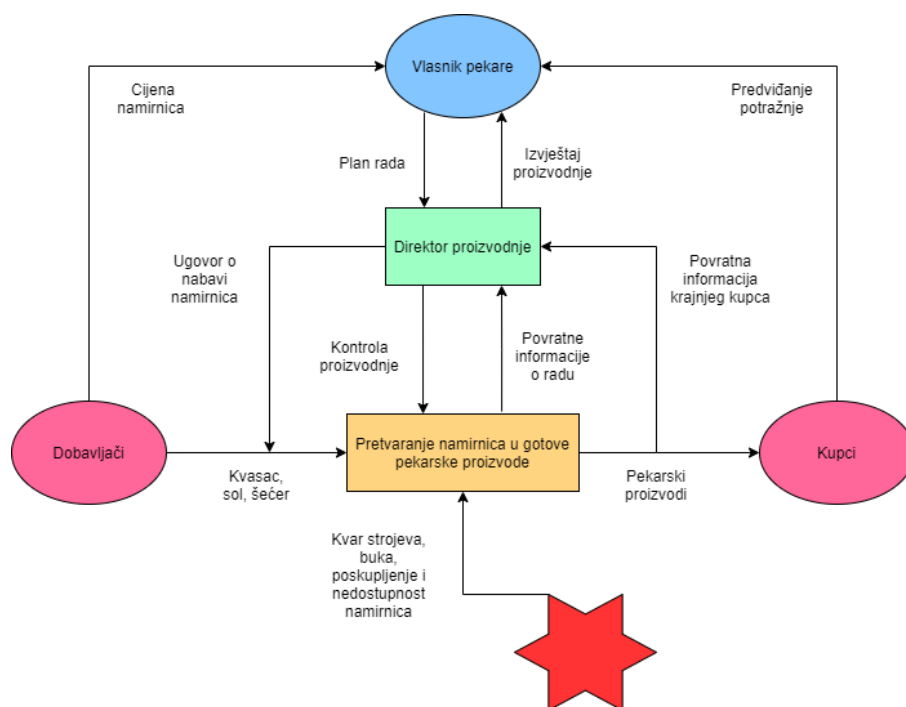 Vlasnik pekare
Cijena
namirnica
Predviđanje
potražnje
Plan rada
Izvještaj
proizvodnje
Direktor proizvodnje
Ugovor o
nabavi
namirnica
Povratna
informacija
krajnjeg kupca
Kontrola
proizvodnje
Povratne
informacije
o radu
Dobavljači
Pretvaranje namirnica u gotove
pekarske proizvode
Kupci
Kvasac,
sol, šećer
Pekarski
proizvodi
Kvar strojeva,
buka,
poskupljenje i
nedostupnost
namirnica